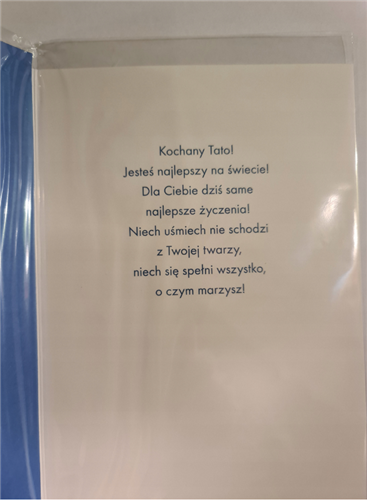 Kochany Tato!
Jesteś najlepszy na świecie!
Dla Ciebie dziś same
najlepsze życzenia!
Niech uśmiech nie schodzi
z Twojej twarzy,
niech się spełni wszystko,
o czym marzysz!